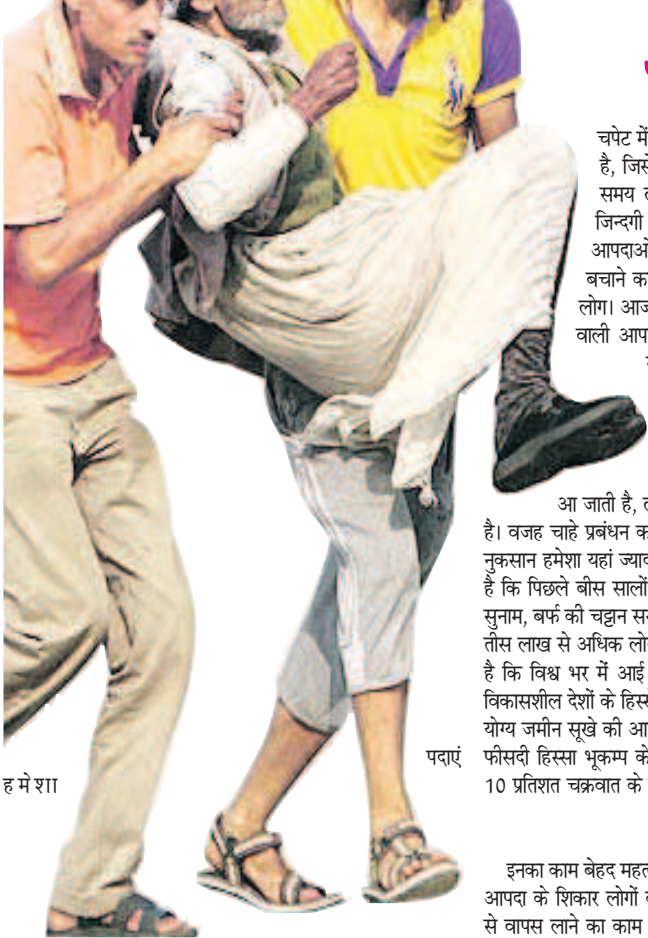 चपेट में
है, जिसे
समय
जिन्दगी
आपदाओं
बचाने का
लोग। आज
वाली आप
आ जाती है,
है। वजह चाहे प्रबंधन क
नुकसान हमेशा यहां ज्याद
है कि पिछले बीस सालों
सुनाम, बर्फ की चट्टान
तीस लाख से अधिक लोग
है कि विश्व भर में आई
विकासशील देशों के हिस्से
योग्य जमीन सूखे की
फीसदी हिस्सा भूकम्प के
10 प्रतिशत चक्रवात के
पदाएं
ह मे शा
इनका काम बेहद महत्
आपदा के शिकार लोगों
से वापस लाने का काम